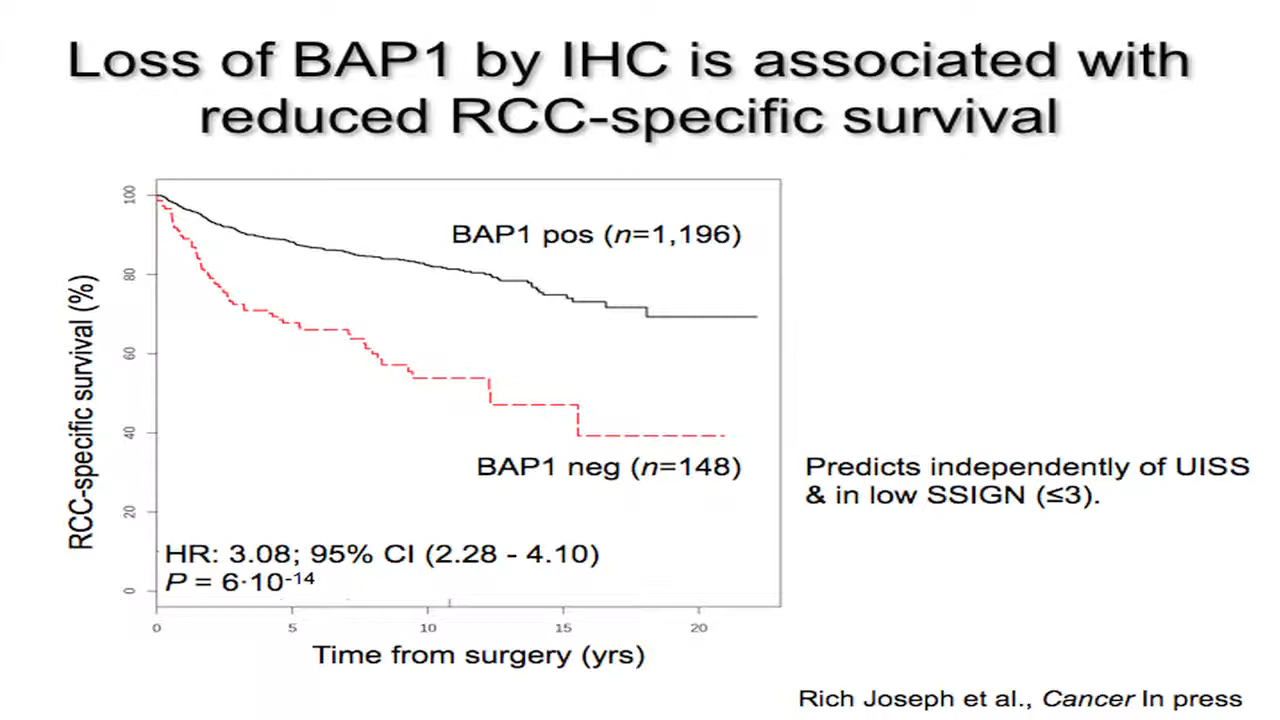 Loss of BAP1 by IHC is associated with
reduced RCC-specific survival
RCC-specific survival (%)
100
80
60
40
20
0
BAP1 pos (n=1,196)
BAP1 neg (n=148)
HR: 3.08; 95% CI (2.28 - 4.10)
P = 6·10⁻¹⁴
0 5 10 15 20
Time from surgery (yrs)
Predicts independently of UISS
& in low SSIGN (≤3).
Rich Joseph et al., Cancer In press